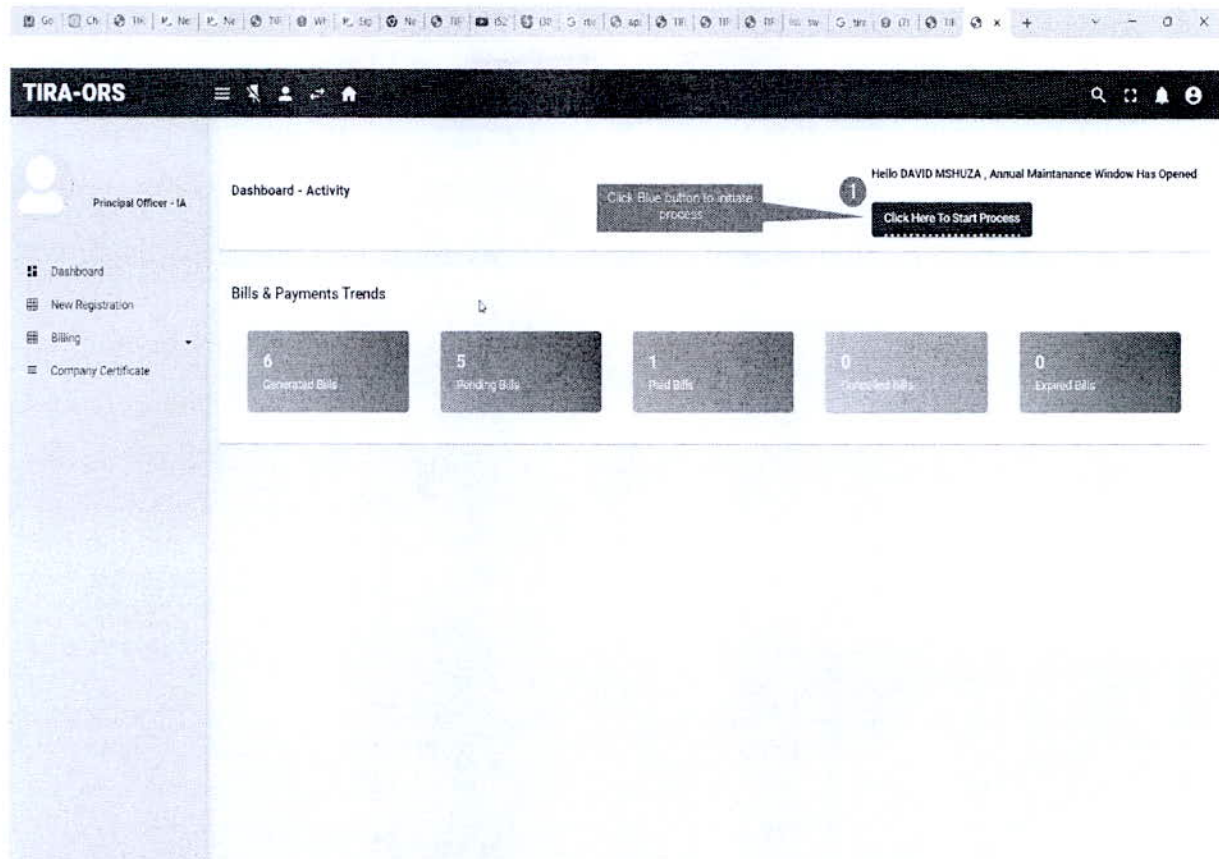 TIRA-ORS
Principal Officer - IA
Dashboard
New Registration
Billing
Company Certificate
Dashboard - Activity
Click Blue button to initiate
process
1
Hello DAVID MSHUZA , Annual Maintanance Window Has Opened
Click Here To Start Process
Bills & Payments Trends
6
Generated Bills
5
Pending Bills
1
Paid Bills
0
Cancelled Bills
0
Expired Bills